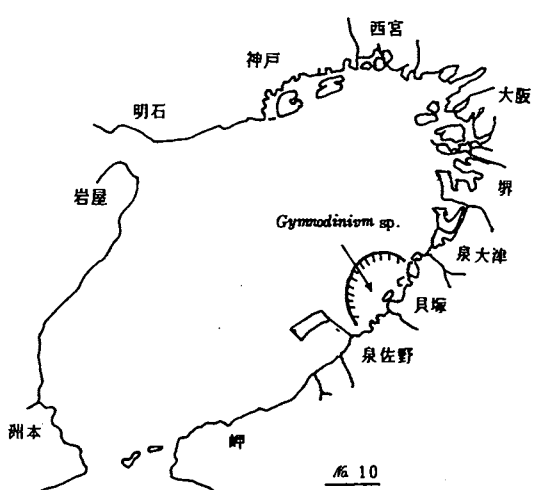 西宮
神戸
大阪
明石
岩屋
堺
Gymnodinivm sp.
泉大津
貝塚
泉佐野
洲本
岬
№ 10